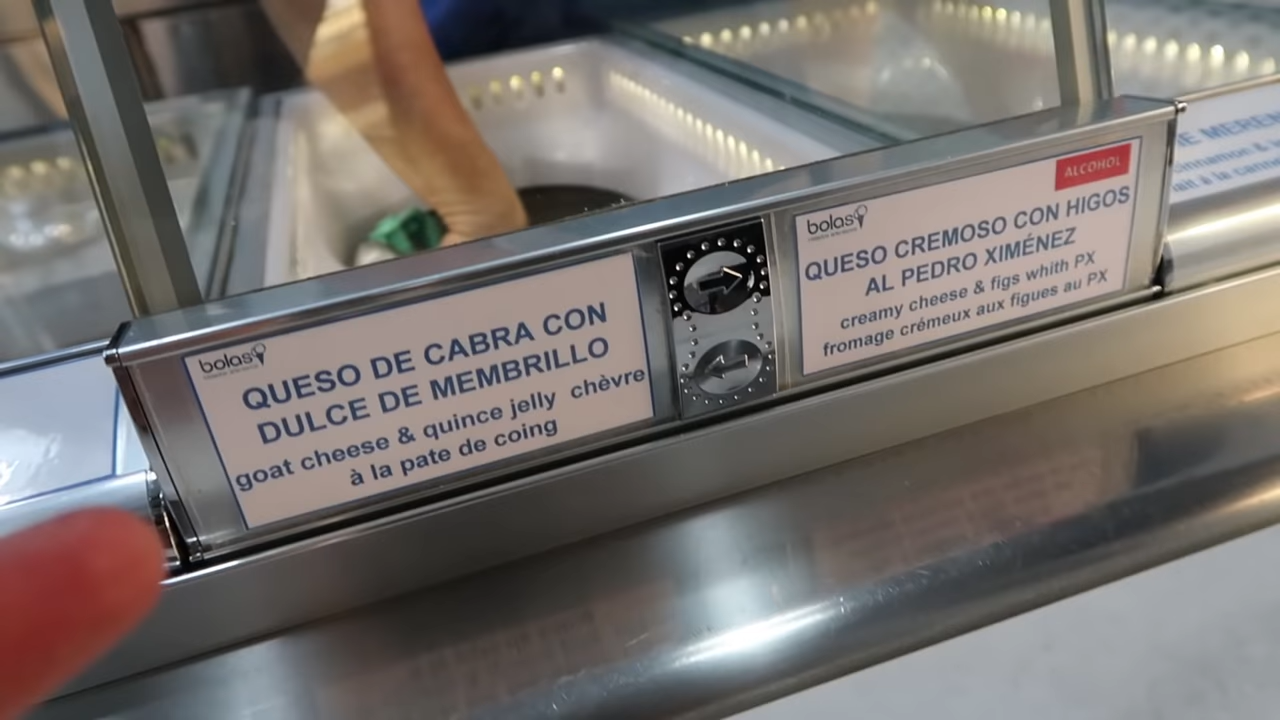 bolas
QUESO DE CABRA CON
DULCE DE MEMBRILLO
goat cheese & quince jelly chèvre
à la pate de coing
ALCOHOL
bolas
QUESO CREMOSO CON HIGOS
AL PEDRO XIMÉNEZ
creamy cheese & figs whith PX
fromage crémeux aux figues au PX